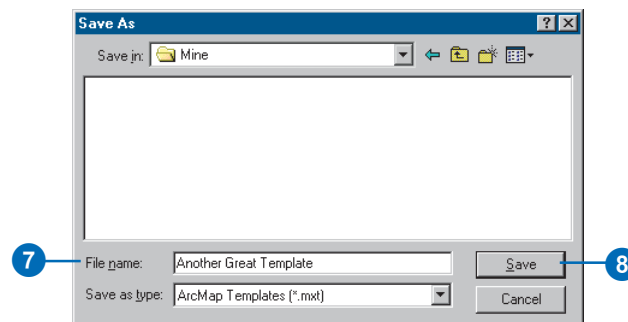 Save As
Save in: Mine
7 File name: Another Great Template Save 8
Save as type: ArcMap Templates (*.mxt) Cancel